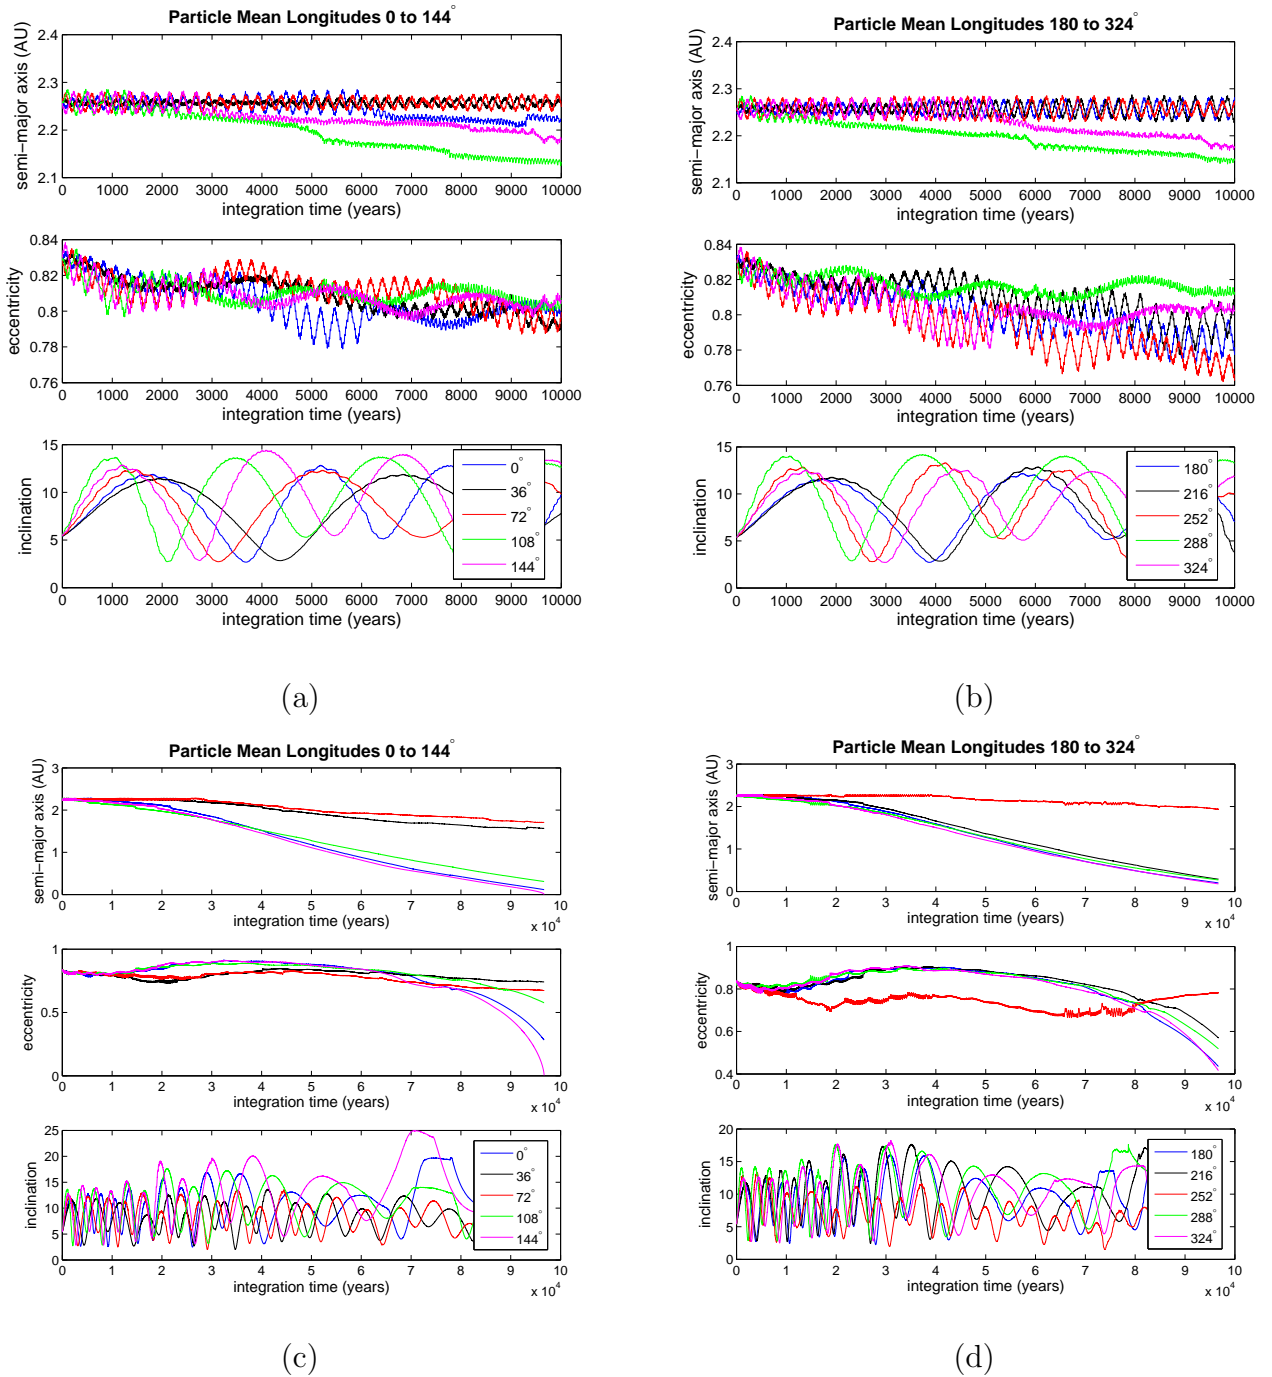 Particle Mean Longitudes 0 to 144°
semi−major axis (AU)
2.4
2.3
2.2
2.1
0 1000 2000 3000 4000 5000 6000 7000 8000 9000 10000
integration time (years)
eccentricity
0.84
0.82
0.8
0.78
0.76
0 1000 2000 3000 4000 5000 6000 7000 8000 9000 10000
integration time (years)
inclination
15
10
5
0
0°
36°
72°
108°
144°
0 1000 2000 3000 4000 5000 6000 7000 8000 9000 10000
integration time (years)
(a)
Particle Mean Longitudes 180 to 324°
semi−major axis (AU)
2.4
2.3
2.2
2.1
0 1000 2000 3000 4000 5000 6000 7000 8000 9000 10000
integration time (years)
eccentricity
0.84
0.82
0.8
0.78
0.76
0 1000 2000 3000 4000 5000 6000 7000 8000 9000 10000
integration time (years)
inclination
15
10
5
0
180°
216°
252°
288°
324°
0 1000 2000 3000 4000 5000 6000 7000 8000 9000 10000
integration time (years)
(b)
Particle Mean Longitudes 0 to 144°
semi−major axis (AU)
3
2
1
0
0 1 2 3 4 5 6 7 8 9 10
integration time (years)
x 10⁴
eccentricity
1
0.5
0
0 1 2 3 4 5 6 7 8 9 10
integration time (years)
x 10⁴
inclination
25
20
15
10
5
0
0°
36°
72°
108°
144°
0 1 2 3 4 5 6 7 8 9 10
integration time (years)
x 10⁴
(c)
Particle Mean Longitudes 180 to 324°
semi−major axis (AU)
3
2
1
0
0 1 2 3 4 5 6 7 8 9 10
integration time (years)
x 10⁴
eccentricity
1
0.8
0.6
0.4
0 1 2 3 4 5 6 7 8 9 10
integration time (years)
x 10⁴
inclination
20
15
10
5
0
180°
216°
252°
288°
324°
0 1 2 3 4 5 6 7 8 9 10
integration time (years)
x 10⁴
(d)